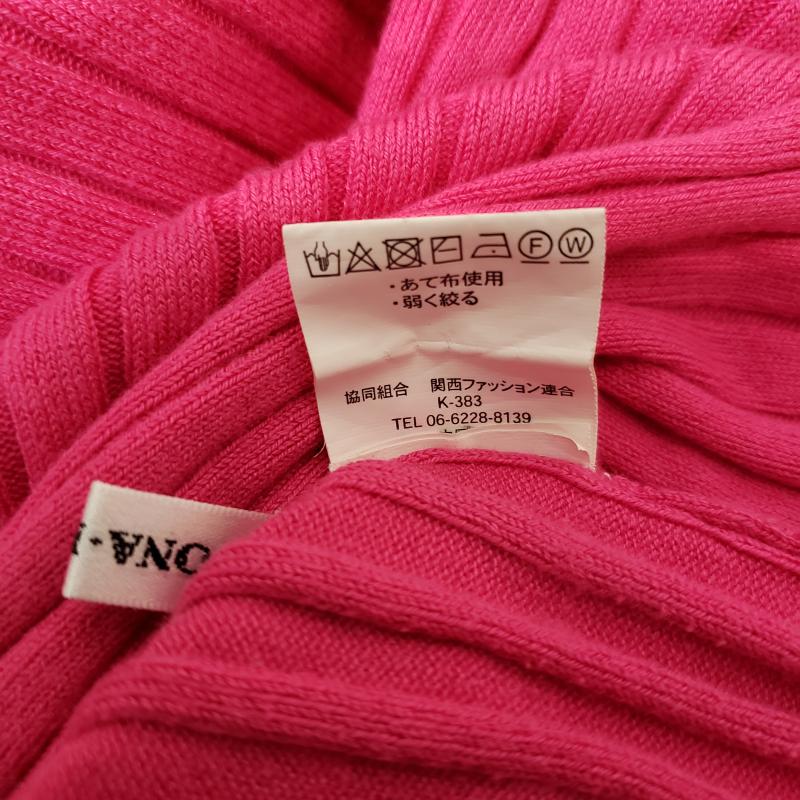 F W
・あて布使用
・弱く絞る
協同組合 関西ファッション連合
K-383
TEL 06-6228-8139